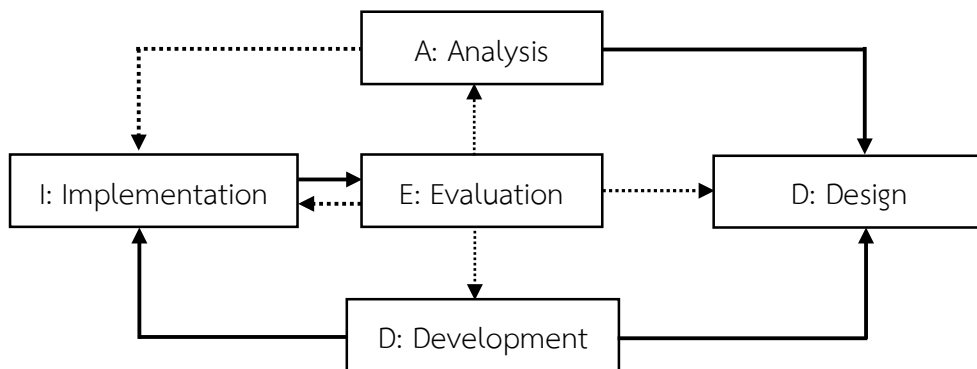 A: Analysis
I: Implementation
E: Evaluation
D: Design
D: Development